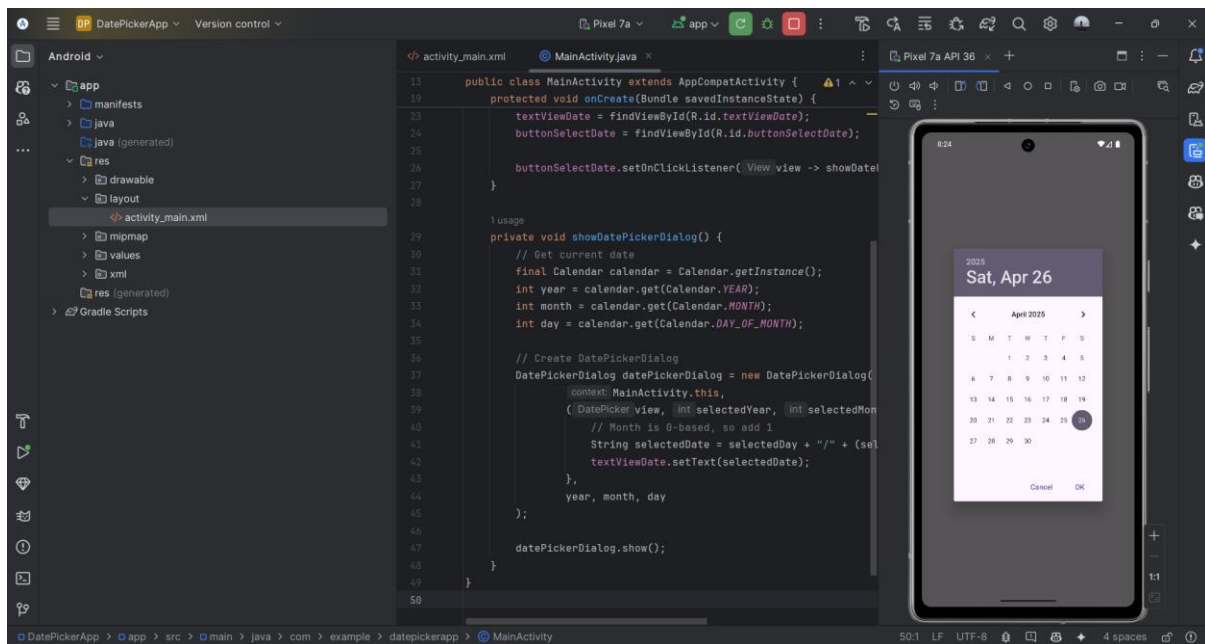 DP DatePickerApp Version control Pixel 7a app
Android
app
manifests
java
java (generated)
res
drawable
layout
activity_main.xml
mipmap
values
xml
res (generated)
Gradle Scripts
activity_main.xml MainActivity.java
13 public class MainActivity extends AppCompatActivity { 1
19 protected void onCreate(Bundle savedInstanceState) {
23 textViewDate = findViewById(R.id.textViewDate);
24 buttonSelectDate = findViewById(R.id.buttonSelectDate);
25
26 buttonSelectDate.setOnClickListener( View view -> showDateP
27 }
28
1 usage
29 private void showDatePickerDialog() {
30 // Get current date
31 final Calendar calendar = Calendar.getInstance();
32 int year = calendar.get(Calendar.YEAR);
33 int month = calendar.get(Calendar.MONTH);
34 int day = calendar.get(Calendar.DAY_OF_MONTH);
35
36 // Create DatePickerDialog
37 DatePickerDialog datePickerDialog = new DatePickerDialog(
38 context: MainActivity.this,
39 ( DatePicker view, int selectedYear, int selectedMon
40 // Month is 0-based, so add 1
41 String selectedDate = selectedDay + "/" + (sel
42 textViewDate.setText(selectedDate);
43 },
44 year, month, day
45 );
46
47 datePickerDialog.show();
48 }
49 }
50
Pixel 7a API 36
8:24
2025
Sat, Apr 26
April 2025
S M T W T F S
1 2 3 4 5
6 7 8 9 10 11 12
13 14 15 16 17 18 19
20 21 22 23 24 25 26
27 28 29 30
Cancel OK
1:1
DatePickerApp > app > src > main > java > com > example > datepickerapp > MainActivity 50:1 LF UTF-8 4 spaces